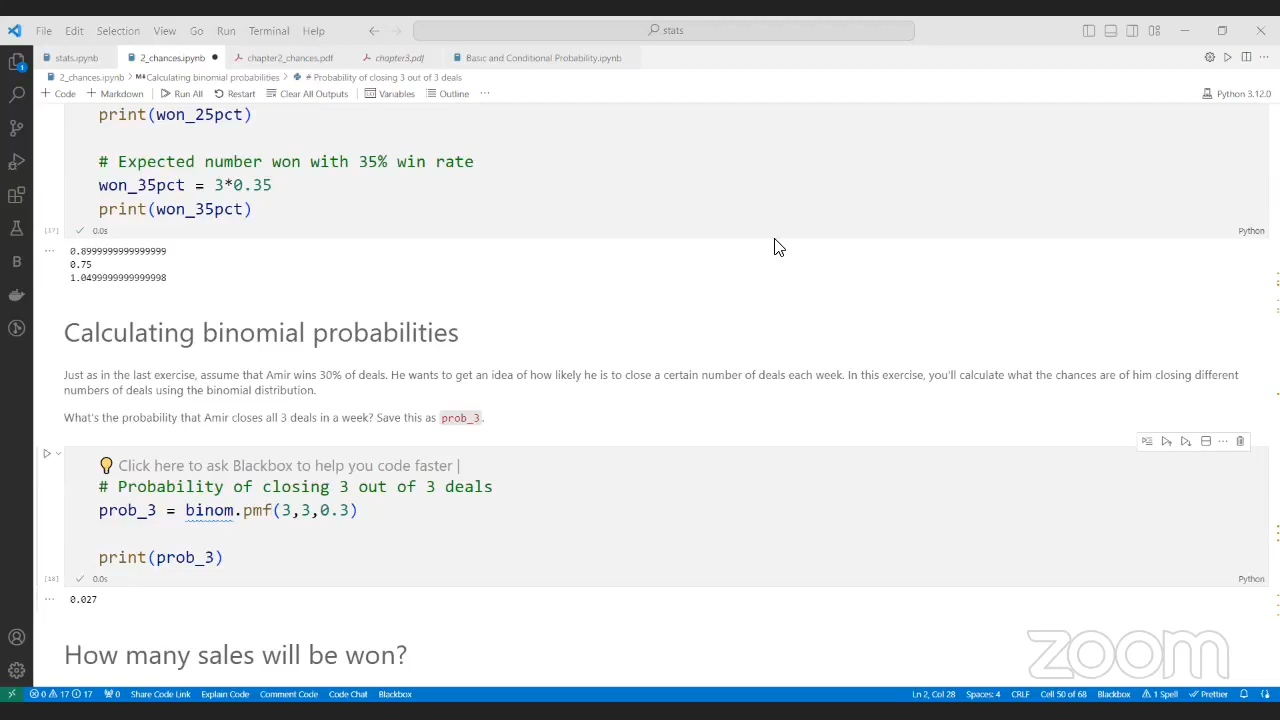 File Edit Selection View Go Run Terminal Help stats
stats.ipynb 2_chances.ipynb chapter2_chances.pdf chapter3.pdf Basic and Conditional Probability.ipynb
2_chances.ipynb > Calculating binomial probabilities > # Probability of closing 3 out of 3 deals
+ Code + Markdown Run All Restart Clear All Outputs Variables Outline ... Python 3.12.0
print(won_25pct)
# Expected number won with 35% win rate
won_35pct = 3*0.35
print(won_35pct)
[17] 0.0s Python
0.8999999999999999
0.75
1.0499999999999998
Calculating binomial probabilities
Just as in the last exercise, assume that Amir wins 30% of deals. He wants to get an idea of how likely he is to close a certain number of deals each week. In this exercise, you'll calculate what the chances are of him closing different
numbers of deals using the binomial distribution.
What's the probability that Amir closes all 3 deals in a week? Save this as prob_3.
Click here to ask Blackbox to help you code faster |
# Probability of closing 3 out of 3 deals
prob_3 = binom.pmf(3,3,0.3)
print(prob_3)
[18] 0.0s Python
0.027
How many sales will be won?
zoom
0 17 17 0 Share Code Link Explain Code Comment Code Code Chat Blackbox Ln 2, Col 28 Spaces: 4 CRLF Cell 50 of 68 Blackbox 1 Spell Prettier